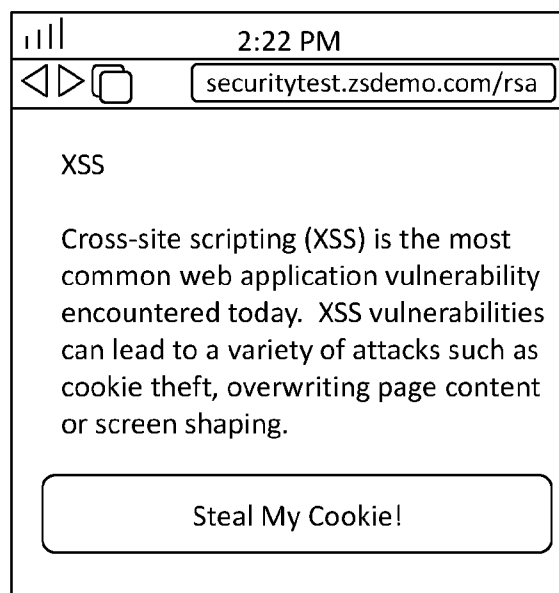 2:22 PM
securitytest.zsdemo.com/rsa
XSS
Cross-site scripting (XSS) is the most
common web application vulnerability
encountered today.  XSS vulnerabilities
can lead to a variety of attacks such as
cookie theft, overwriting page content
or screen shaping.
Steal My Cookie!